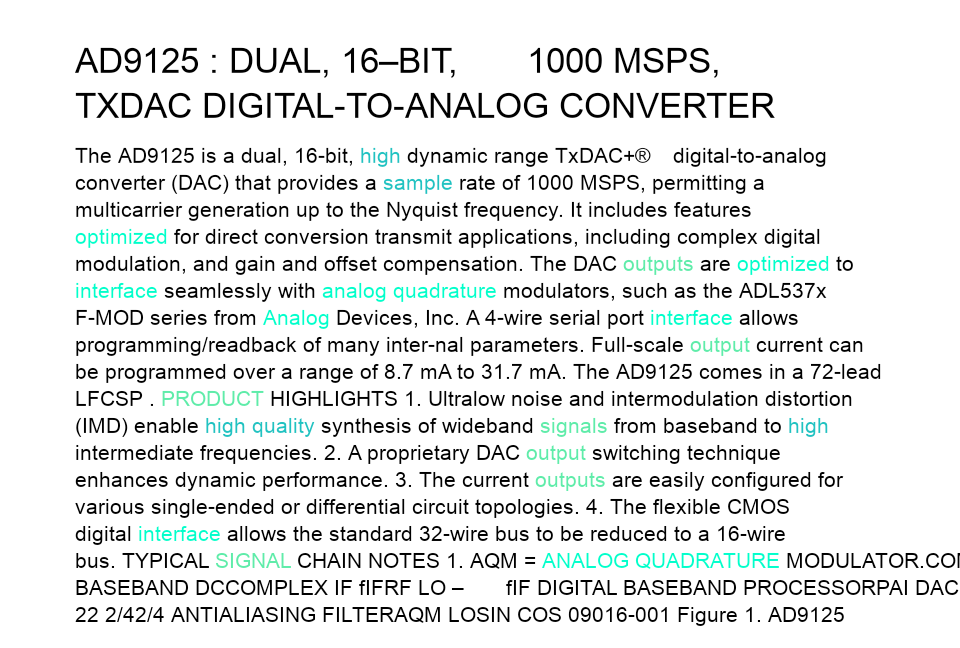 AD9125 : DUAL, 16–BIT, 1000 MSPS,
TXDAC DIGITAL-TO-ANALOG CONVERTER
The AD9125 is a dual, 16-bit, high dynamic range TxDAC+® digital-to-analog
converter (DAC) that provides a sample rate of 1000 MSPS, permitting a
multicarrier generation up to the Nyquist frequency. It includes features
optimized for direct conversion transmit applications, including complex digital
modulation, and gain and offset compensation. The DAC outputs are optimized to
interface seamlessly with analog quadrature modulators, such as the ADL537x
F-MOD series from Analog Devices, Inc. A 4-wire serial port interface allows
programming/readback of many inter-nal parameters. Full-scale output current can
be programmed over a range of 8.7 mA to 31.7 mA. The AD9125 comes in a 72-lead
LFCSP . PRODUCT HIGHLIGHTS 1. Ultralow noise and intermodulation distortion
(IMD) enable high quality synthesis of wideband signals from baseband to high
intermediate frequencies. 2. A proprietary DAC output switching technique
enhances dynamic performance. 3. The current outputs are easily configured for
various single-ended or differential circuit topologies. 4. The flexible CMOS
digital interface allows the standard 32-wire bus to be reduced to a 16-wire
bus. TYPICAL SIGNAL CHAIN NOTES 1. AQM = ANALOG QUADRATURE MODULATOR.COM
BASEBAND DCCOMPLEX IF fIFRF LO – fIF DIGITAL BASEBAND PROCESSORPAI DAC
22 2/42/4 ANTIALIASING FILTERAQM LOSIN COS 09016-001 Figure 1. AD9125